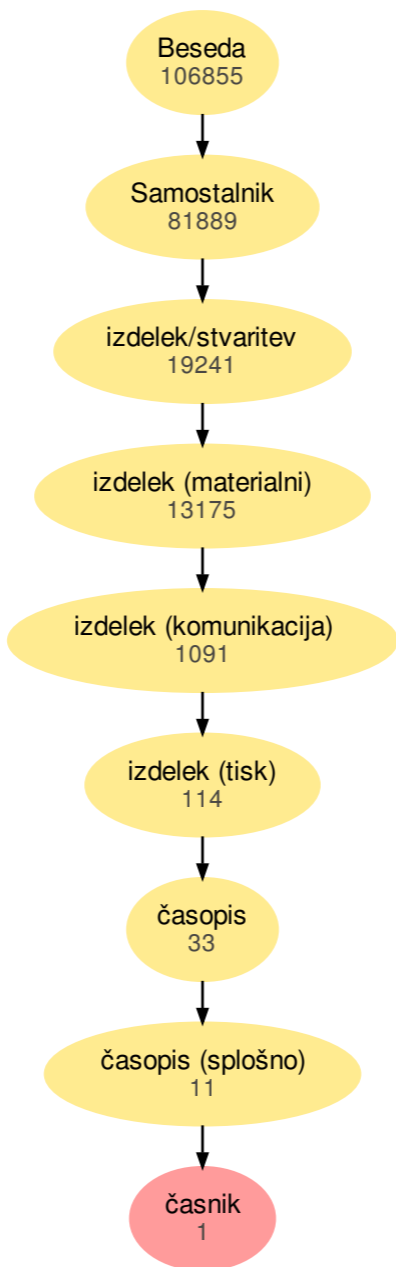 Beseda
106855
Samostalnik
81889
izdelek/stvaritev
19241
izdelek (materialni)
13175
izdelek (komunikacija)
1091
izdelek (tisk)
114
časopis
33
časopis (splošno)
11
časnik
1